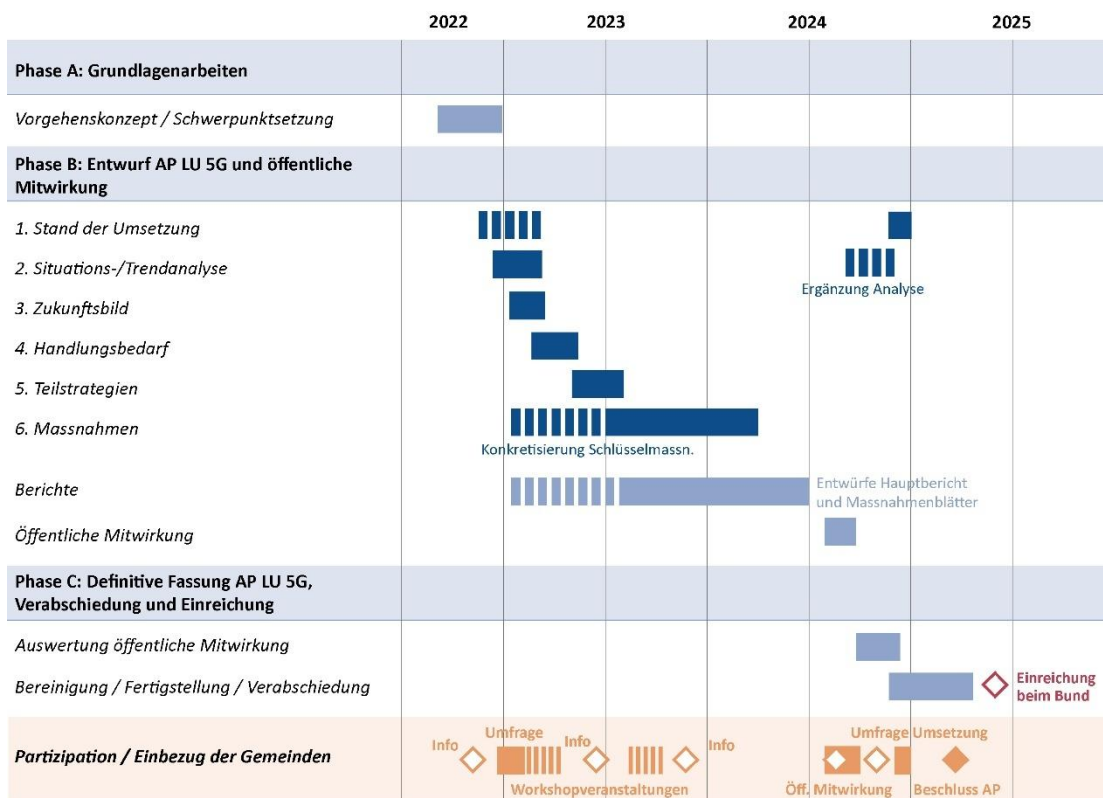 2022 2023 2024 2025
Phase A: Grundlagenarbeiten
Vorgehenskonzept / Schwerpunktsetzung
Phase B: Entwurf AP LU 5G und öffentliche
Mitwirkung
1. Stand der Umsetzung
2. Situations-/Trendanalyse
Ergänzung Analyse
3. Zukunftsbild
4. Handlungsbedarf
5. Teilstrategien
6. Massnahmen
Konkretisierung Schlüsselmassn.
Berichte
Entwürfe Hauptbericht
und Massnahmenblätter
Öffentliche Mitwirkung
Phase C: Definitive Fassung AP LU 5G,
Verabschiedung und Einreichung
Auswertung öffentliche Mitwirkung
Bereinigung / Fertigstellung / Verabschiedung
Einreichung
beim Bund
Partizipation / Einbezug der Gemeinden
Info Umfrage Info Info Umfrage Umsetzung
Workshopveranstaltungen Öff. Mitwirkung Beschluss AP